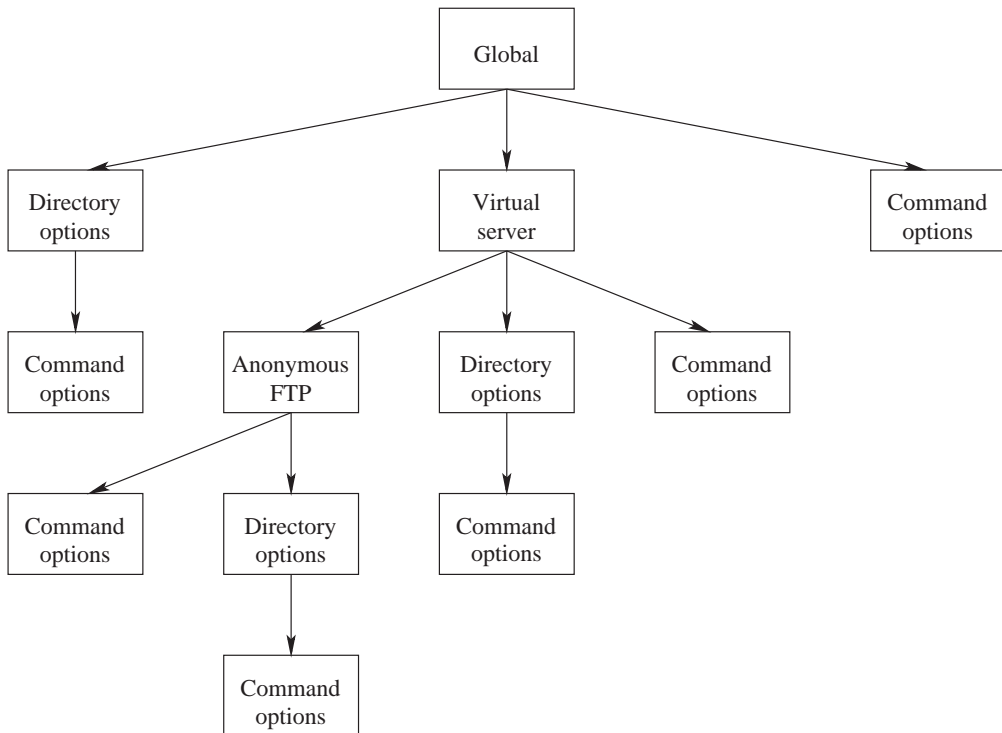 Global
Directory
options
Virtual
server
Command
options
Command
options
Anonymous
FTP
Directory
options
Command
options
Command
options
Directory
options
Command
options
Command
options